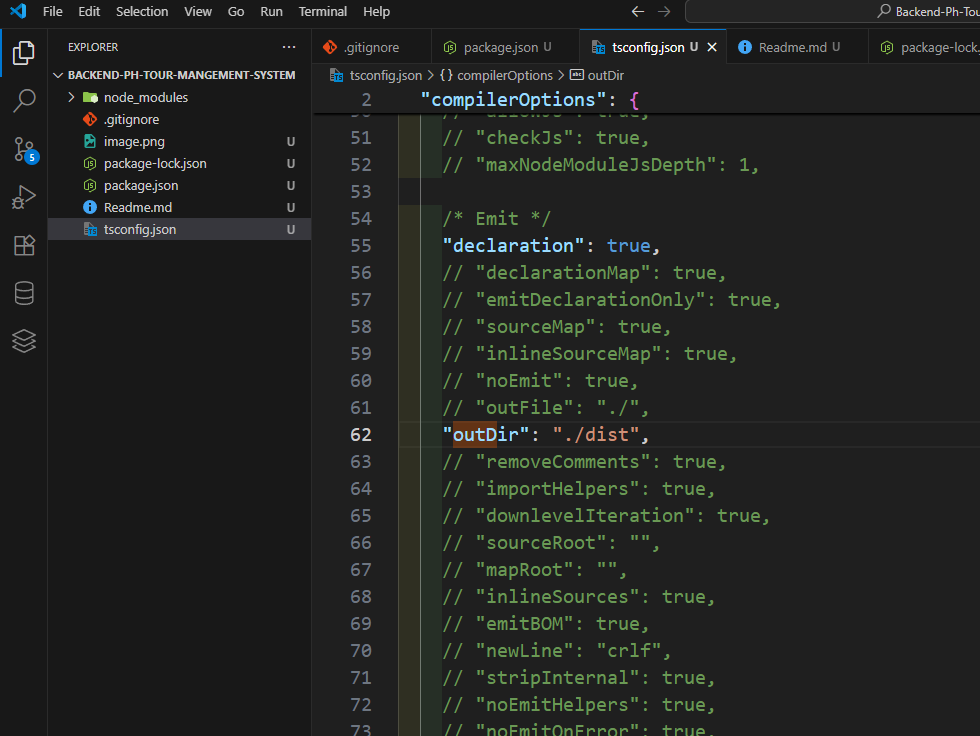 File Edit Selection View Go Run Terminal Help
Backend-Ph-Tou
EXPLORER
BACKEND-PH-TOUR-MANGEMENT-SYSTEM
node_modules
.gitignore
image.png U
package-lock.json U
package.json U
Readme.md U
tsconfig.json U
5
.gitignore package.json U tsconfig.json U Readme.md U package-lock.
tsconfig.json > { } compilerOptions > outDir
2 "compilerOptions": {
51 // "checkJs": true,
52 // "maxNodeModuleJsDepth": 1,
53
54 /* Emit */
55 "declaration": true,
56 // "declarationMap": true,
57 // "emitDeclarationOnly": true,
58 // "sourceMap": true,
59 // "inlineSourceMap": true,
60 // "noEmit": true,
61 // "outFile": "./",
62 "outDir": "./dist",
63 // "removeComments": true,
64 // "importHelpers": true,
65 // "downlevelIteration": true,
66 // "sourceRoot": "",
67 // "mapRoot": "",
68 // "inlineSources": true,
69 // "emitBOM": true,
70 // "newLine": "crlf",
71 // "stripInternal": true,
72 // "noEmitHelpers": true,
73 // "noEmitOnError": true,